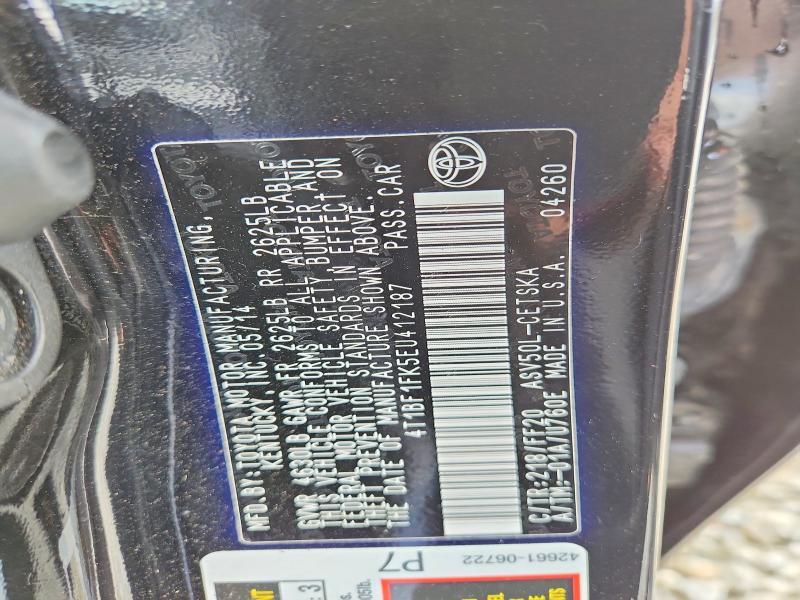 MFD.BY:TOYOTA MOTOR MANUFACTURING,
KENTUCKY, INC.05/14
GVWR 4630LB GAWR FR 2625LB RR 2625LB
THIS VEHICLE CONFORMS TO ALL APPLICABLE
FEDERAL MOTOR VEHICLE SAFETY BUMPER AND
THEFT PREVENTION STANDARDS IN EFFECT ON
THE DATE OF MANUFACTURE SHOWN ABOVE.
4T1BF1FK5EU412187 PASS.CAR
C/TR:218/FF20 ASV50L-CETSKA 04260
A/TM:-01A/U760E MADE IN U.S.A.
42661-06722
P7
3